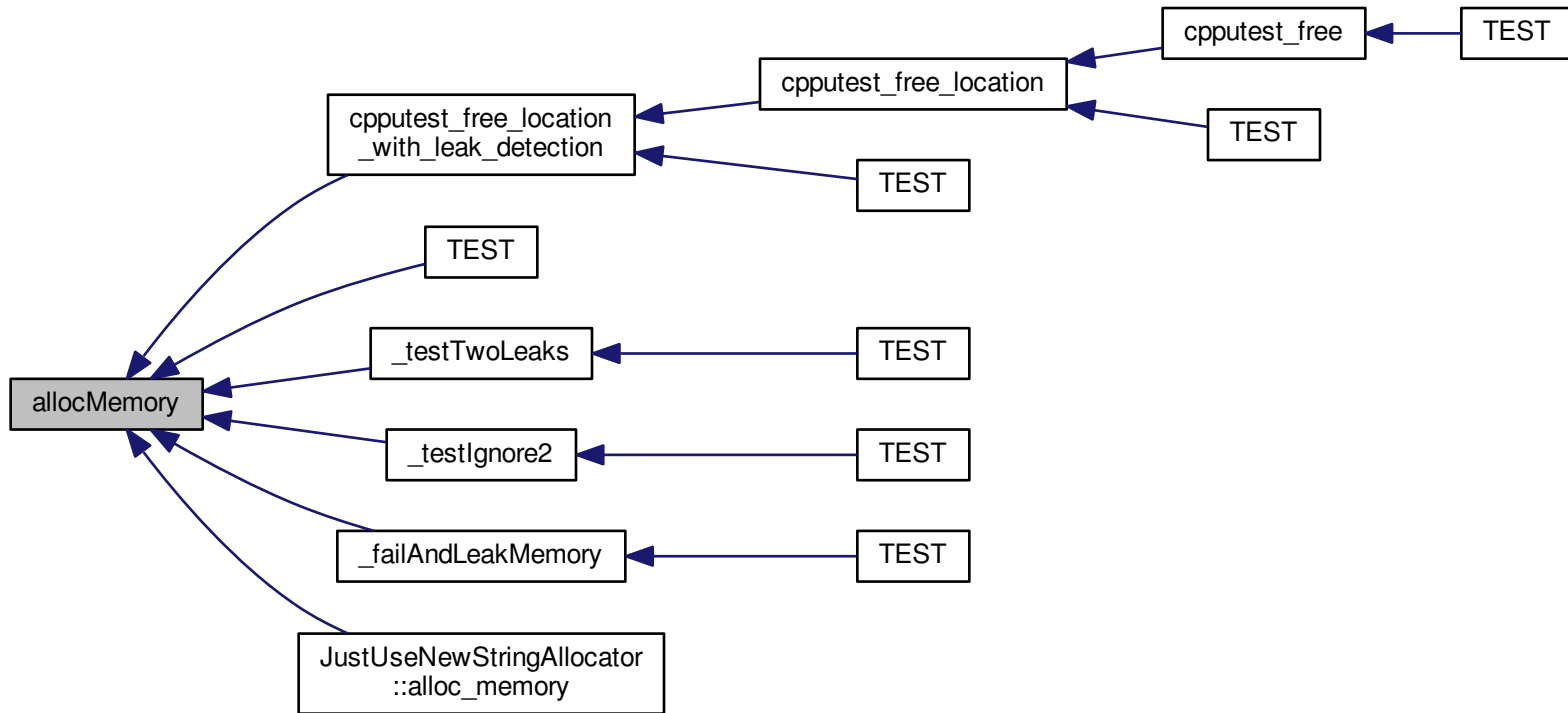 cpputest_free
TEST
cpputest_free_location
TEST
cpputest_free_location
_with_leak_detection
TEST
TEST
_testTwoLeaks
TEST
allocMemory
_testIgnore2
TEST
_failAndLeakMemory
TEST
JustUseNewStringAllocator
::alloc_memory